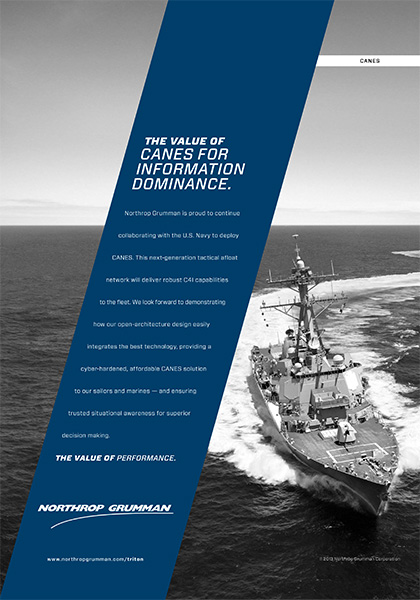 CANES
THE VALUE OF
CANES FOR
INFORMATION
DOMINANCE.
Northrop Grumman is proud to continue
collaborating with the U.S. Navy to deploy
CANES. This next-generation tactical afloat
network will deliver robust C4I capabilities
to the fleet. We look forward to demonstrating
how our open-architecture design easily
integrates the best technology, providing a
cyber-hardened, affordable CANES solution
to our sailors and marines — and ensuring
trusted situational awareness for superior
decision making.
THE VALUE OF PERFORMANCE.
NORTHROP GRUMMAN
www.northropgrumman.com/triton
Northrop Grumman Corporation